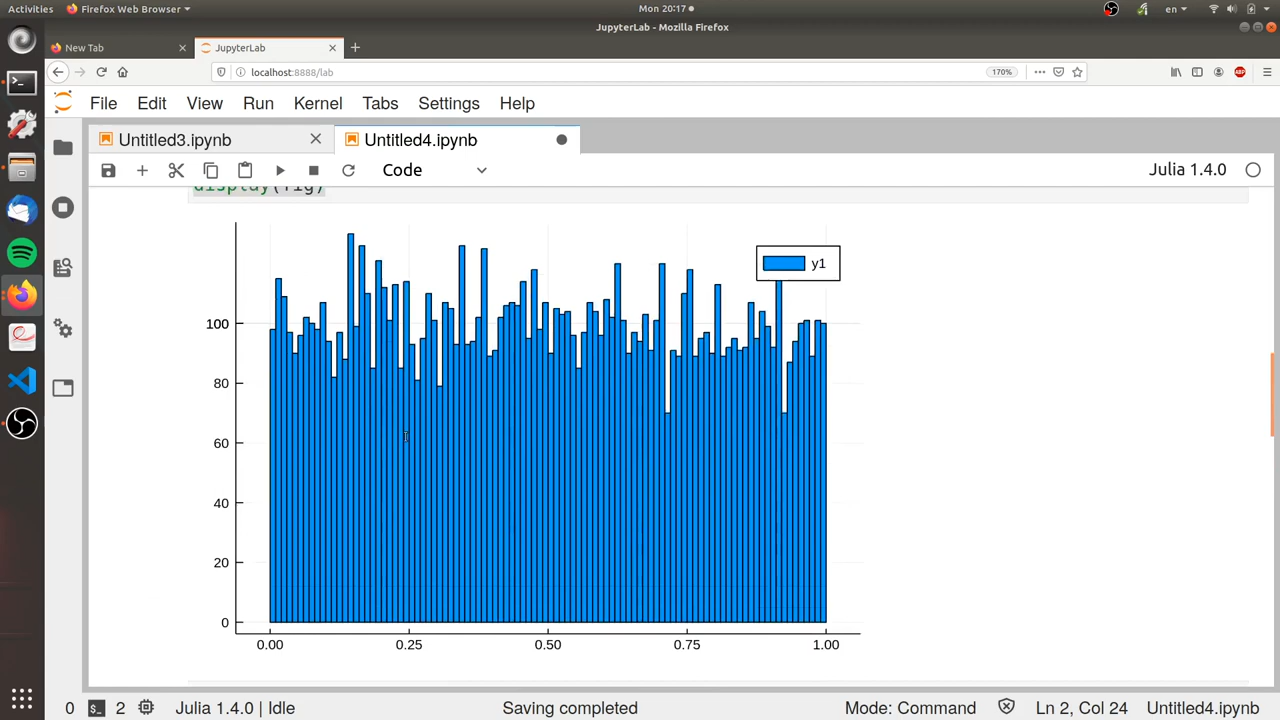 Activities
Firefox Web Browser
Mon 20:17
en
JupyterLab - Mozilla Firefox
New Tab
JupyterLab
localhost:8888/lab
170%
ABP
File Edit View Run Kernel Tabs Settings Help
Untitled3.ipynb
Untitled4.ipynb
Code
Julia 1.4.0
display(fig)
y1
100
80
60
40
20
0
0.00 0.25 0.50 0.75 1.00
0 $_ 2 Julia 1.4.0 | Idle Saving completed Mode: Command Ln 2, Col 24 Untitled4.ipynb